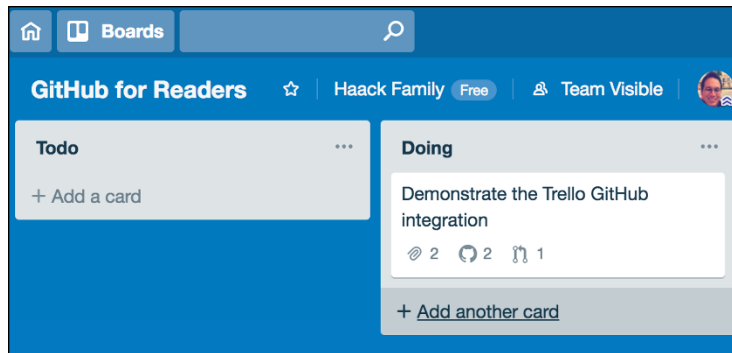 Boards
GitHub for Readers
Haack Family Free
Team Visible
Todo
...
+ Add a card
Doing
...
Demonstrate the Trello GitHub
integration
2 2 1
+ Add another card